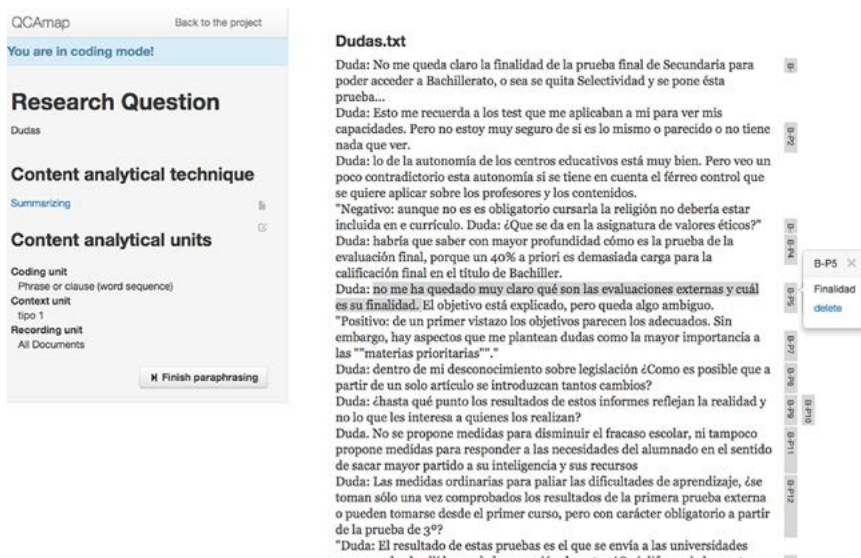 QCAmap Back to the project
You are in coding mode!
Research Question
Dudas
Content analytical technique
Summarizing
Content analytical units
Coding unit
Phrase or clause (word sequence)
Context unit
tipo 1
Recording unit
All Documents
Finish paraphrasing
Dudas.txt
Duda: No me queda claro la finalidad de la prueba final de Secundaria para
poder acceder a Bachillerato, o sea se quita Selectividad y se pone ésta
prueba...
Duda: Esto me recuerda a los test que me aplicaban a mi para ver mis
capacidades. Pero no estoy muy seguro de si es lo mismo o parecido o no tiene
nada que ver.
Duda: lo de la autonomía de los centros educativos está muy bien. Pero veo un
poco contradictorio esta autonomía si se tiene en cuenta el férreo control que
se quiere aplicar sobre los profesores y los contenidos.
"Negativo: aunque no es es obligatorio cursarla la religión no debería estar
incluida en e currículo. Duda: ¿Que se da en la asignatura de valores éticos?"
Duda: habría que saber con mayor profundidad cómo es la prueba de la
evaluación final, porque un 40% a priori es demasiada carga para la
calificación final en el título de Bachiller.
Duda: no me ha quedado muy claro qué son las evaluaciones externas y cuál
es su finalidad. El objetivo está explicado, pero queda algo ambiguo.
"Positivo: de un primer vistazo los objetivos parecen los adecuados. Sin
embargo, hay aspectos que me plantean dudas como la mayor importancia a
las ""materias prioritarias""."
Duda: dentro de mi desconocimiento sobre legislación ¿Como es posible que a
partir de un solo artículo se introduzcan tantos cambios?
Duda: ¿hasta qué punto los resultados de estos informes reflejan la realidad y
no lo que les interesa a quienes los realizan?
Duda. No se propone medidas para disminuir el fracaso escolar, ni tampoco
propone medidas para responder a las necesidades del alumnado en el sentido
de sacar mayor partido a su inteligencia y sus recursos
Duda: Las medidas ordinarias para paliar las dificultades de aprendizaje, ¿se
toman sólo una vez comprobados los resultados de la primera prueba externa
o pueden tomarse desde el primer curso, pero con carácter obligatorio a partir
de la prueba de 3º?
"Duda: El resultado de estas pruebas es el que se envía a las universidades
B-
B-P2
B-
B-P4
B-P5
B-P7
B-P8
B-P9
B-P10
B-P11
B-P12
B-P5 ×
Finalidad
delete